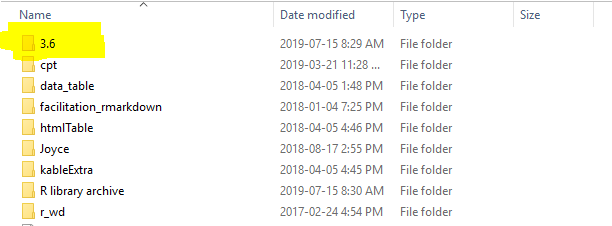 Name Date modified Type Size
3.6 2019-07-15 8:29 AM File folder
cpt 2019-03-21 11:28 ... File folder
data_table 2018-04-05 1:48 PM File folder
facilitation_rmarkdown 2018-01-04 7:25 PM File folder
htmlTable 2018-04-05 4:46 PM File folder
Joyce 2018-08-17 2:55 PM File folder
kableExtra 2018-04-05 4:45 PM File folder
R library archive 2019-07-15 8:30 AM File folder
r_wd 2017-02-24 4:54 PM File folder